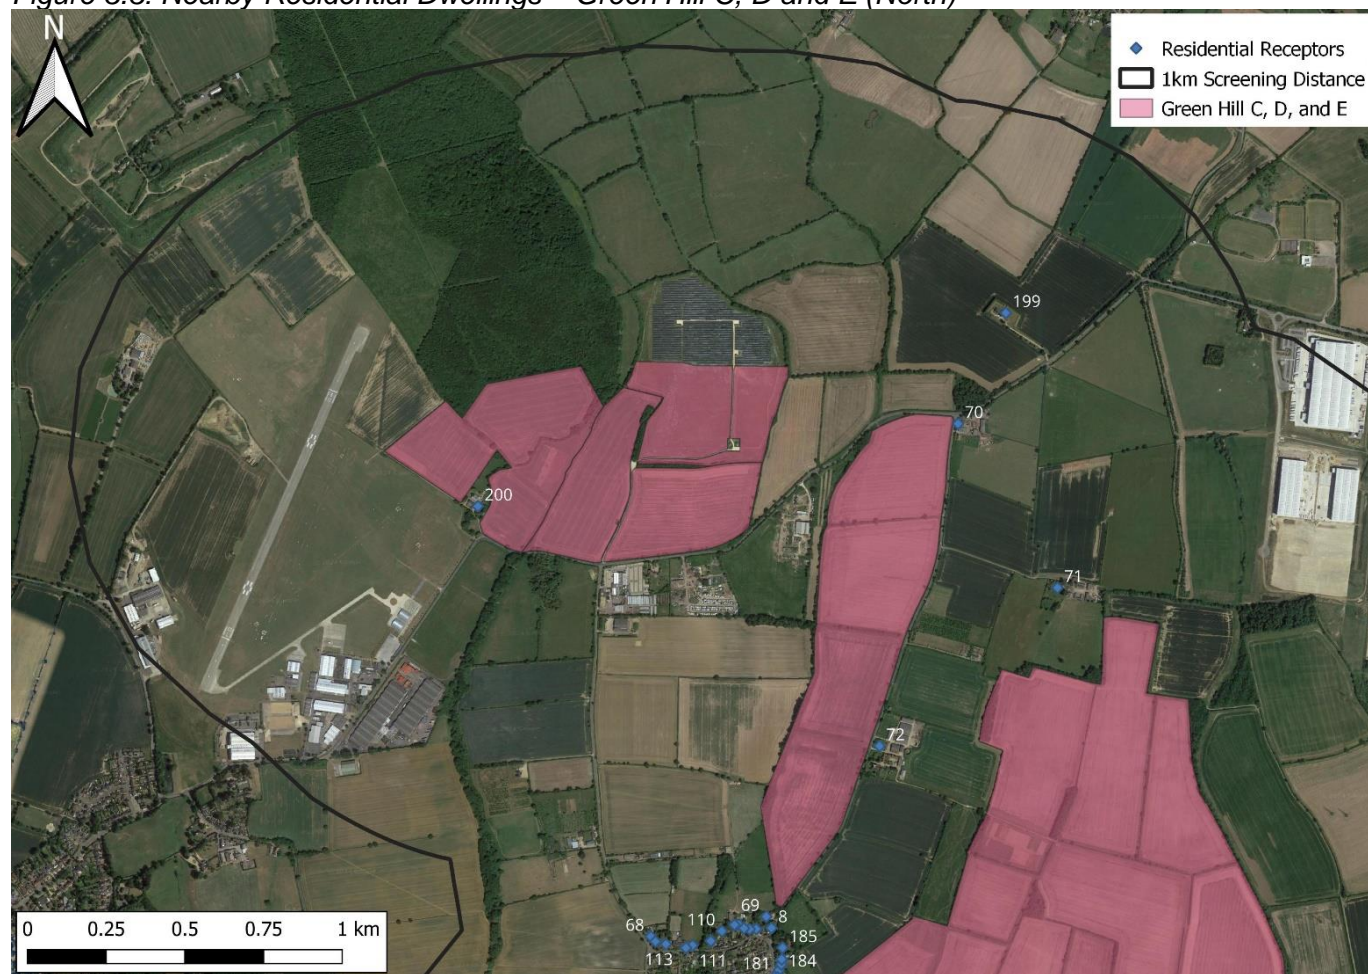 Figure 3.3: Nearby Residential Dwellings – Green Hill C, D and E (North)
N
Residential Receptors
1km Screening Distance
Green Hill C, D, and E
199
70
200
71
72
69
8
110
68
185
113
111
181
184
0 0.25 0.5 0.75 1 km